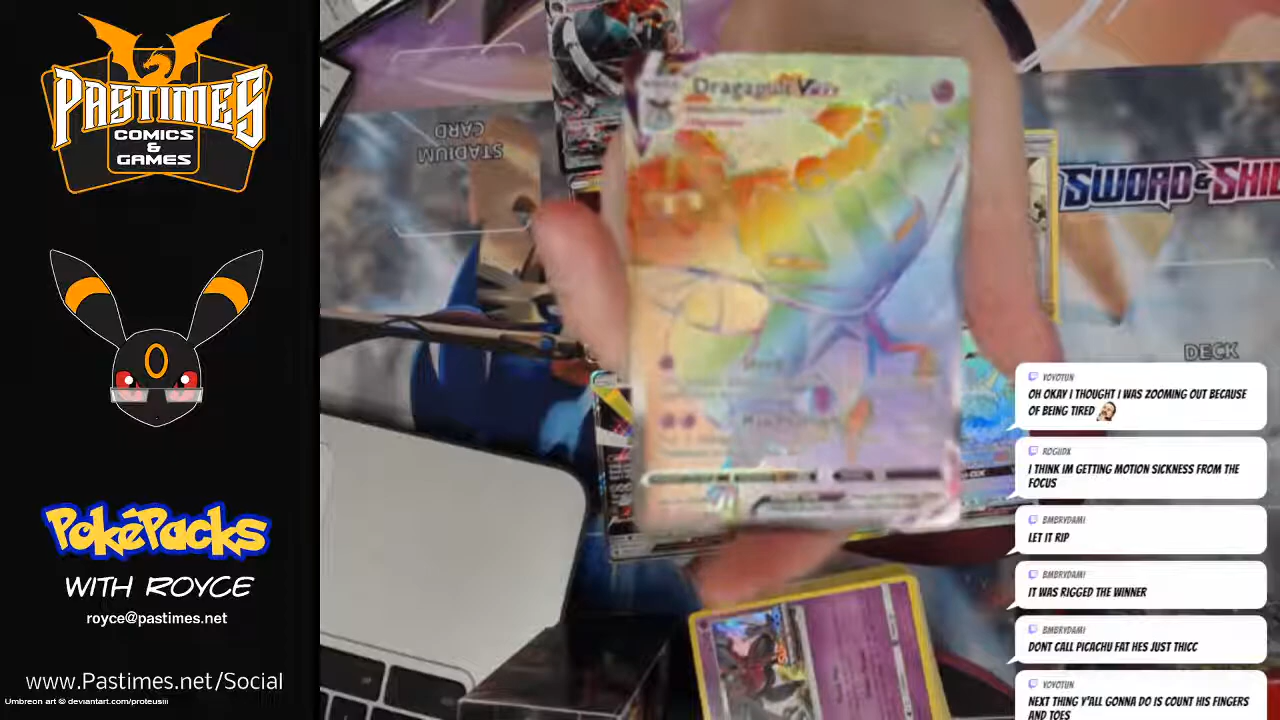 PASTIMES
COMICS
&
GAMES
PokéPacks
WITH ROYCE
royce@pastimes.net
www.Pastimes.net/Social
Umbreon art © deviantart.com/proteusiii
STADIUM
CARD
Dragapult VMAX
SWORD & SHI
DECK
YOYOTUN
OH OKAY I THOUGHT I WAS ZOOMING OUT BECAUSE
OF BEING TIRED
I THINK IM GETTING MOTION SICKNESS FROM THE
FOCUS
BMBRYDAMI
LET IT RIP
BMBRYDAMI
IT WAS RIGGED THE WINNER
BMBRYDAMI
DONT CALL PICACHU FAT HES JUST THICC
YOYOTUN
NEXT THING Y'ALL GONNA DO IS COUNT HIS FINGERS
AND TOES